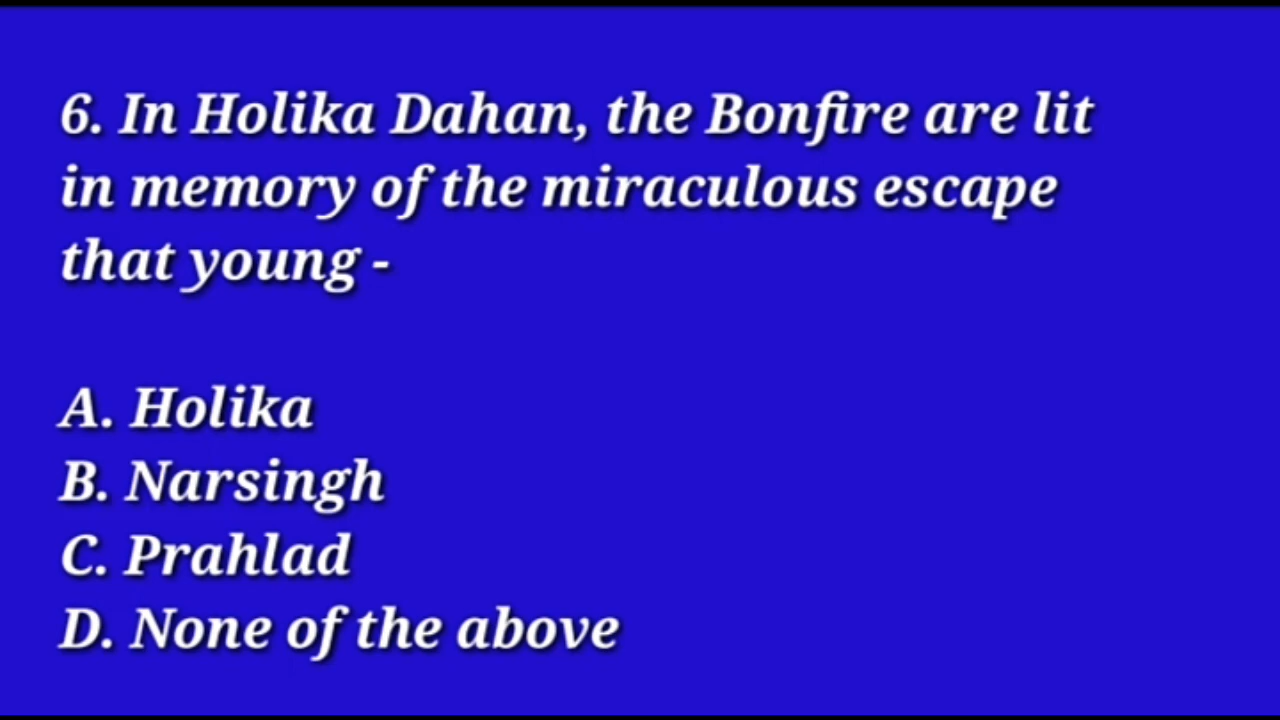 6. In Holika Dahan, the Bonfire are lit
in memory of the miraculous escape
that young -
A. Holika
B. Narsingh
C. Prahlad
D. None of the above